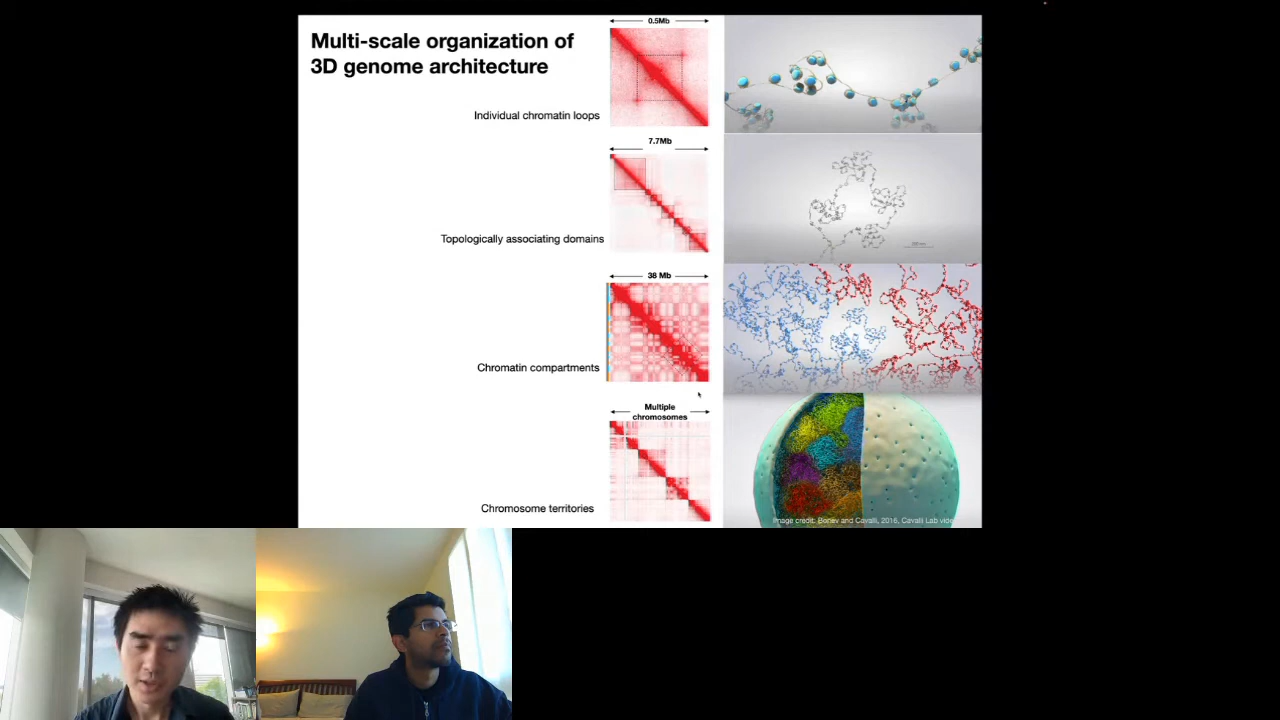 Multi-scale organization of
3D genome architecture
0.5Mb
Individual chromatin loops
7.7Mb
Topologically associating domains
38 Mb
Chromatin compartments
Multiple
chromosomes
Chromosome territories
Image credit: Bonev and Cavalli, 2016, Cavalli Lab vide